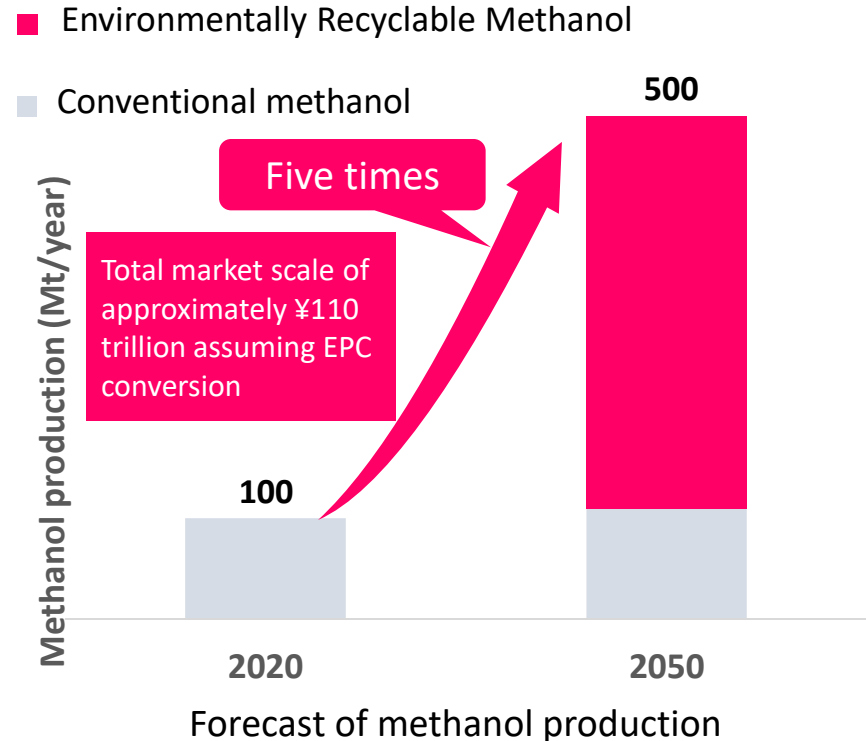 Environmentally Recyclable Methanol
Conventional methanol
500
Five times
Total market scale of
approximately ¥110
trillion assuming EPC
conversion
100
Methanol production (Mt/year)
2020
2050
Forecast of methanol production